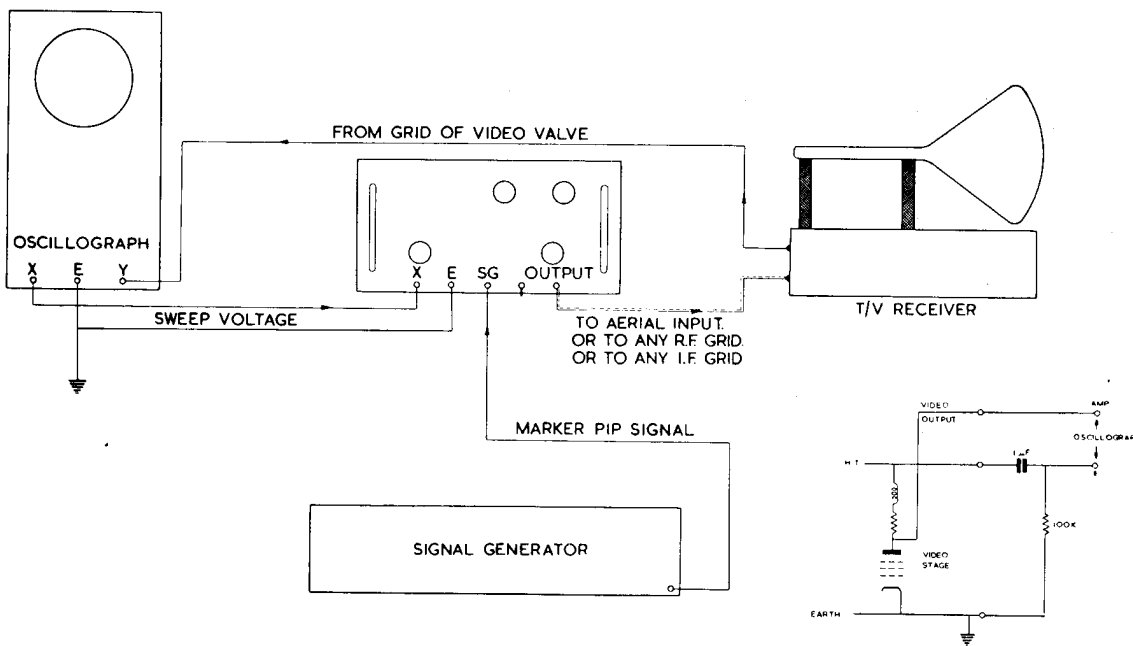 FROM GRID OF VIDEO VALVE
OSCILLOGRAPH
X E Y
X E SG OUTPUT
SWEEP VOLTAGE
TO AERIAL INPUT.
OR TO ANY R.F. GRID.
OR TO ANY I.F. GRID
T/V RECEIVER
MARKER PIP SIGNAL
SIGNAL GENERATOR
VIDEO
OUTPUT
AMP
OSCILLOGRAP
H.T
E
100K
VIDEO
STAGE
EARTH